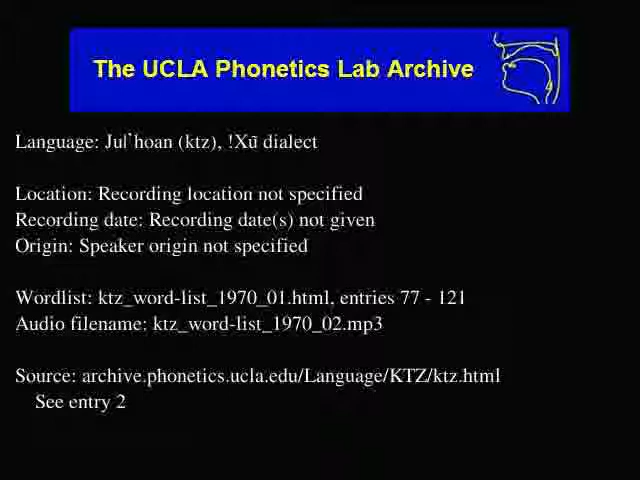 The UCLA Phonetics Lab Archive
Language: Ju|'hoan (ktz), !Xũ dialect
Location: Recording location not specified
Recording date: Recording date(s) not given
Origin: Speaker origin not specified
Wordlist: ktz_word-list_1970_01.html, entries 77 - 121
Audio filename: ktz_word-list_1970_02.mp3
Source: archive.phonetics.ucla.edu/Language/KTZ/ktz.html
See entry 2